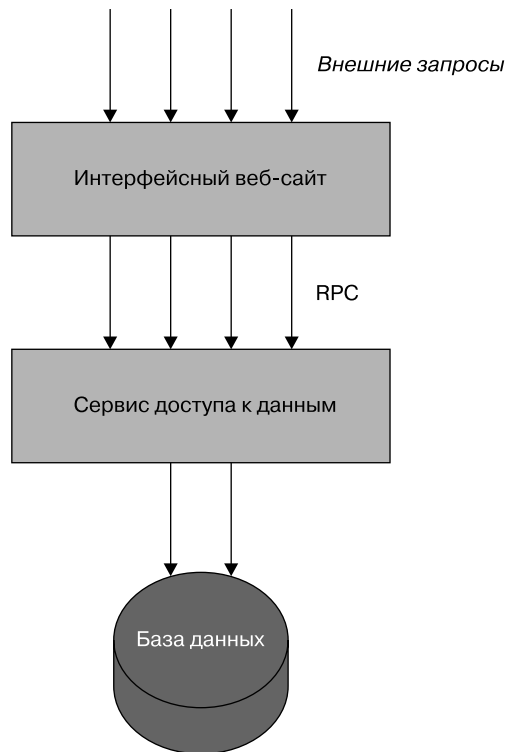 Внешние запросы
Интерфейсный веб-сайт
RPC
Сервис доступа к данным
База данных